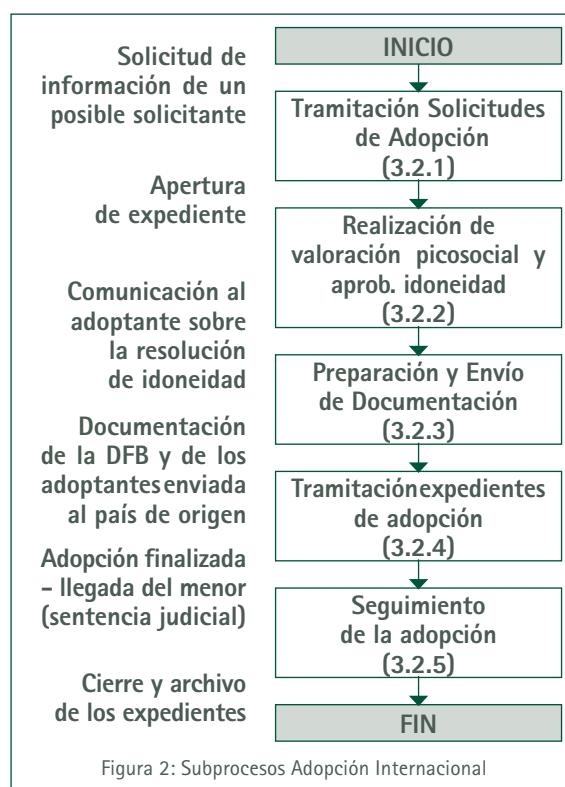 INICIO
Solicitud de
información de un
posible solicitante
Tramitación Solicitudes
de Adopción
(3.2.1)
Apertura
de expediente
Realización de
valoración picosocial y
aprob. idoneidad
(3.2.2)
Comunicación al
adoptante sobre
la resolución
de idoneidad
Preparación y Envío
de Documentación
(3.2.3)
Documentación
de la DFB y de los
adoptantes enviada
al país de origen
Tramitación expedientes
de adopción
(3.2.4)
Adopción finalizada
– llegada del menor
(sentencia judicial)
Seguimiento
de la adopción
(3.2.5)
Cierre y archivo
de los expedientes
FIN
Figura 2: Subprocesos Adopción Internacional